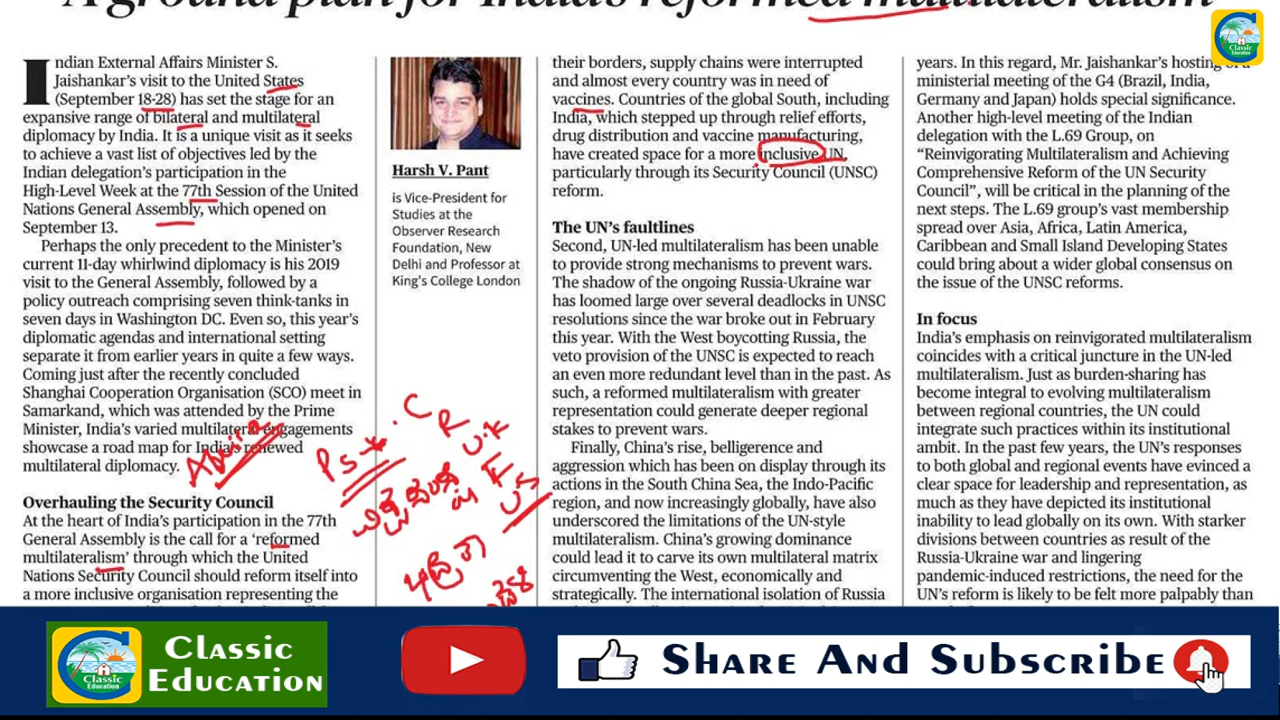 A ground plan for India's reformed multilateralism
Indian External Affairs Minister S.
Jaishankar's visit to the United States
(September 18-28) has set the stage for an
expansive range of bilateral and multilateral
diplomacy by India. It is a unique visit as it seeks
to achieve a vast list of objectives led by the
Indian delegation's participation in the
High-Level Week at the 77th Session of the United
Nations General Assembly, which opened on
September 13.
Perhaps the only precedent to the Minister's
current 11-day whirlwind diplomacy is his 2019
visit to the General Assembly, followed by a
policy outreach comprising seven think-tanks in
seven days in Washington DC. Even so, this year's
diplomatic agendas and international setting
separate it from earlier years in quite a few ways.
Coming just after the recently concluded
Shanghai Cooperation Organisation (SCO) meet in
Samarkand, which was attended by the Prime
Minister, India's varied multilateral engagements
showcase a road map for India's renewed
multilateral diplomacy.
Overhauling the Security Council
At the heart of India's participation in the 77th
General Assembly is the call for a 'reformed
multilateralism' through which the United
Nations Security Council should reform itself into
a more inclusive organisation representing the
Harsh V. Pant
is Vice-President for
Studies at the
Observer Research
Foundation, New
Delhi and Professor at
King's College London
C
R
U.K
F
US
their borders, supply chains were interrupted
and almost every country was in need of
vaccines. Countries of the global South, including
India, which stepped up through relief efforts,
drug distribution and vaccine manufacturing,
have created space for a more inclusive UN,
particularly through its Security Council (UNSC)
reform.
The UN's faultlines
Second, UN-led multilateralism has been unable
to provide strong mechanisms to prevent wars.
The shadow of the ongoing Russia-Ukraine war
has loomed large over several deadlocks in UNSC
resolutions since the war broke out in February
this year. With the West boycotting Russia, the
veto provision of the UNSC is expected to reach
an even more redundant level than in the past. As
such, a reformed multilateralism with greater
representation could generate deeper regional
stakes to prevent wars.
Finally, China's rise, belligerence and
aggression which has been on display through its
actions in the South China Sea, the Indo-Pacific
region, and now increasingly globally, have also
underscored the limitations of the UN-style
multilateralism. China's growing dominance
could lead it to carve its own multilateral matrix
circumventing the West, economically and
strategically. The international isolation of Russia
years. In this regard, Mr. Jaishankar's hosting of a
ministerial meeting of the G4 (Brazil, India,
Germany and Japan) holds special significance.
Another high-level meeting of the Indian
delegation with the L.69 Group, on
"Reinvigorating Multilateralism and Achieving
Comprehensive Reform of the UN Security
Council", will be critical in the planning of the
next steps. The L.69 group's vast membership
spread over Asia, Africa, Latin America,
Caribbean and Small Island Developing States
could bring about a wider global consensus on
the issue of the UNSC reforms.
In focus
India's emphasis on reinvigorated multilateralism
coincides with a critical juncture in the UN-led
multilateralism. Just as burden-sharing has
become integral to evolving multilateralism
between regional countries, the UN could
integrate such practices within its institutional
ambit. In the past few years, the UN's responses
to both global and regional events have evinced a
clear space for leadership and representation, as
much as they have depicted its institutional
inability to lead globally on its own. With starker
divisions between countries as result of the
Russia-Ukraine war and lingering
pandemic-induced restrictions, the need for the
UN's reform is likely to be felt more palpably than
Classic
Education
Classic
Education
Classic
Education
Share And Subscribe